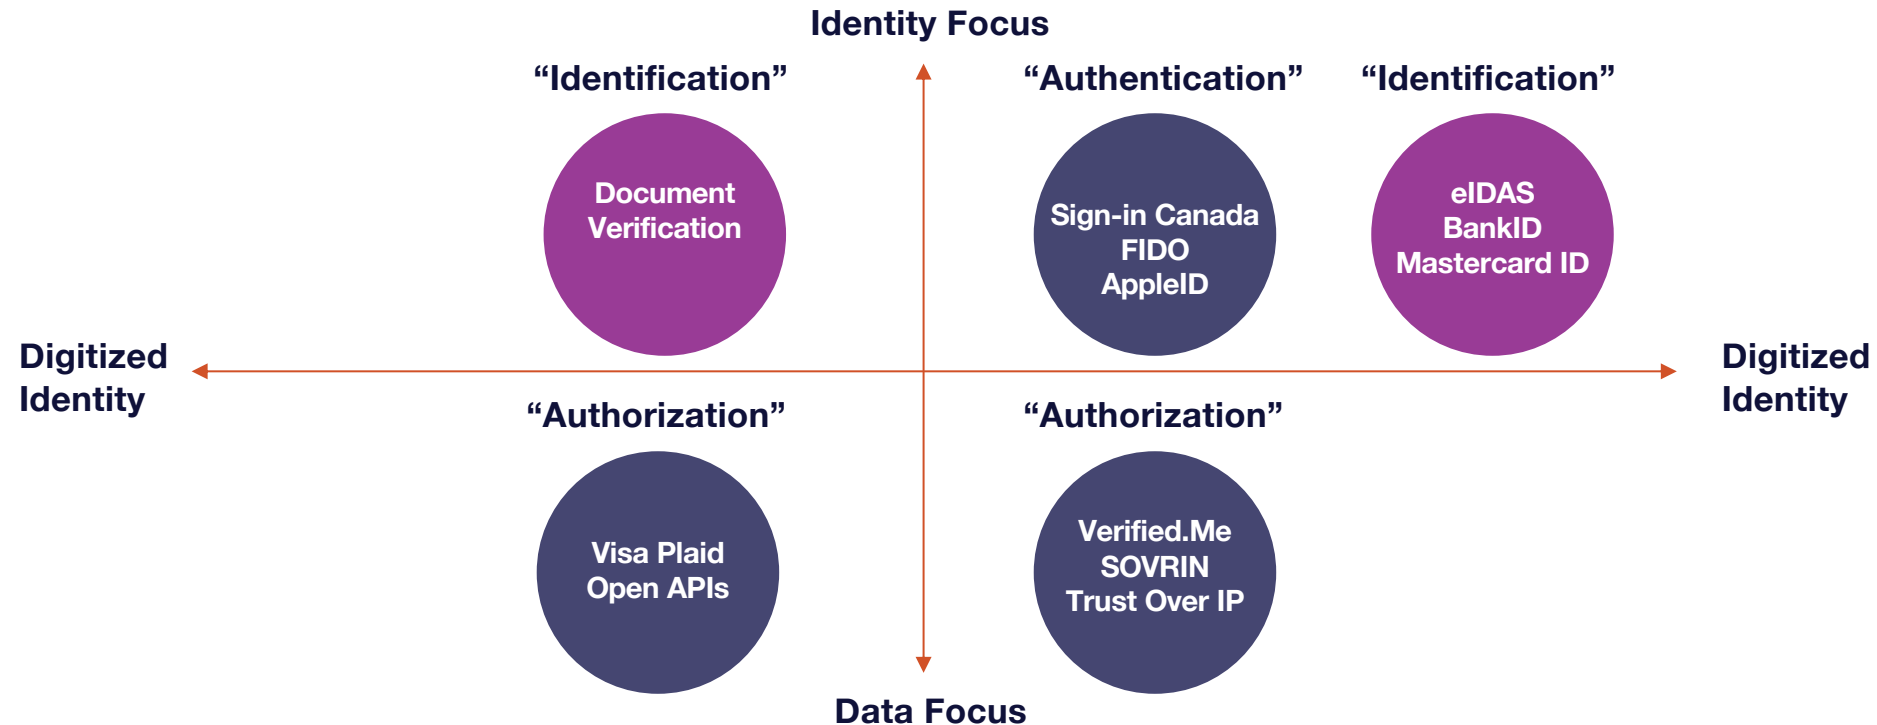 Identity Focus
“Identification”
“Authentication”
“Identification”
Document
Verification
Sign-in Canada
FIDO
AppleID
eIDAS
BankID
Mastercard ID
Digitized
Identity
Digitized
Identity
“Authorization”
“Authorization”
Visa Plaid
Open APIs
Verified.Me
SOVRIN
Trust Over IP
Data Focus